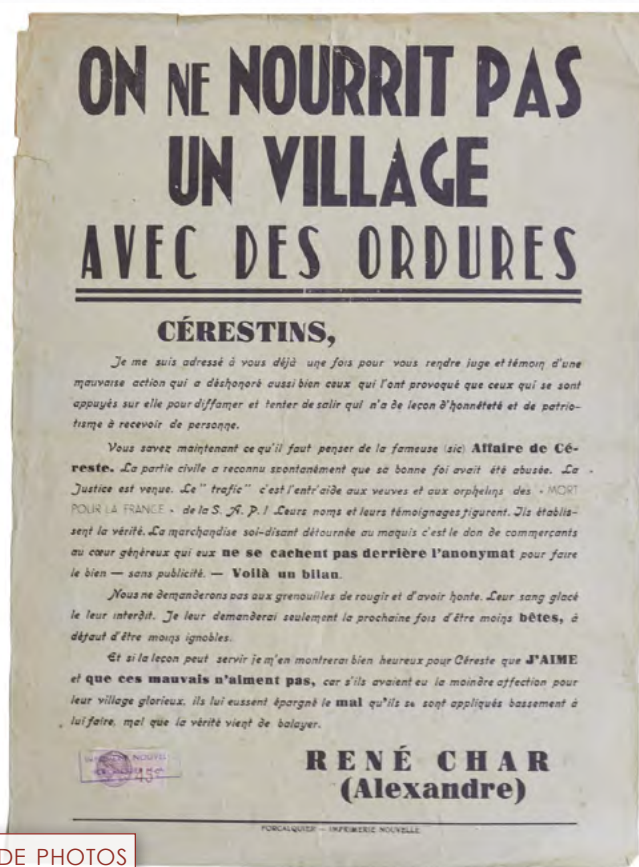 ON NE NOURRIT PAS
UN VILLAGE
AVEC DES ORDURES
CÉRESTINS,
Je me suis adressé à vous déjà une fois pour vous rendre juge et témoin d'une
mauvaise action qui a déshonoré aussi bien ceux qui l'ont provoqué que ceux qui se sont
appuyés sur elle pour diffamer et tenter de salir qui n'a de leçon d'honnêteté et de patrio-
tisme à recevoir de personne.
Vous savez maintenant ce qu'il faut penser de la fameuse (sic) Affaire de Cé-
reste. La partie civile a reconnu spontanément que sa bonne foi avait été abusée. La
Justice est venue. Le " trafic " c'est l'entr'aide aux veuves et aux orphelins des « MORT
POUR LA FRANCE » de la S. A. P. ! Leurs noms et leurs témoignages figurent. Ils établis-
sent la vérité. La marchandise soi-disant détournée au maquis c'est le don de commerçants
au cœur généreux qui eux ne se cachent pas derrière l'anonymat pour faire
le bien — sans publicité. — Voilà un bilan.
Nous ne demanderons pas aux grenouilles de rougir et d'avoir honte. Leur sang glacé
le leur interdit. Je leur demanderai seulement la prochaine fois d'être moins bêtes, à
défaut d'être moins ignobles.
Et si la leçon peut servir je m'en montrerai bien heureux pour Céreste que J'AIME
et que ces mauvais n'aiment pas, car s'ils avaient eu la moindre affection pour
leur village glorieux, ils lui eussent épargné le mal qu'ils se sont appliqués bassement à
lui faire, mal que la vérité vient de balayer.
RENÉ CHAR
(Alexandre)
FORCALQUIER — IMPRIMERIE NOUVELLE
DE PHOTOS